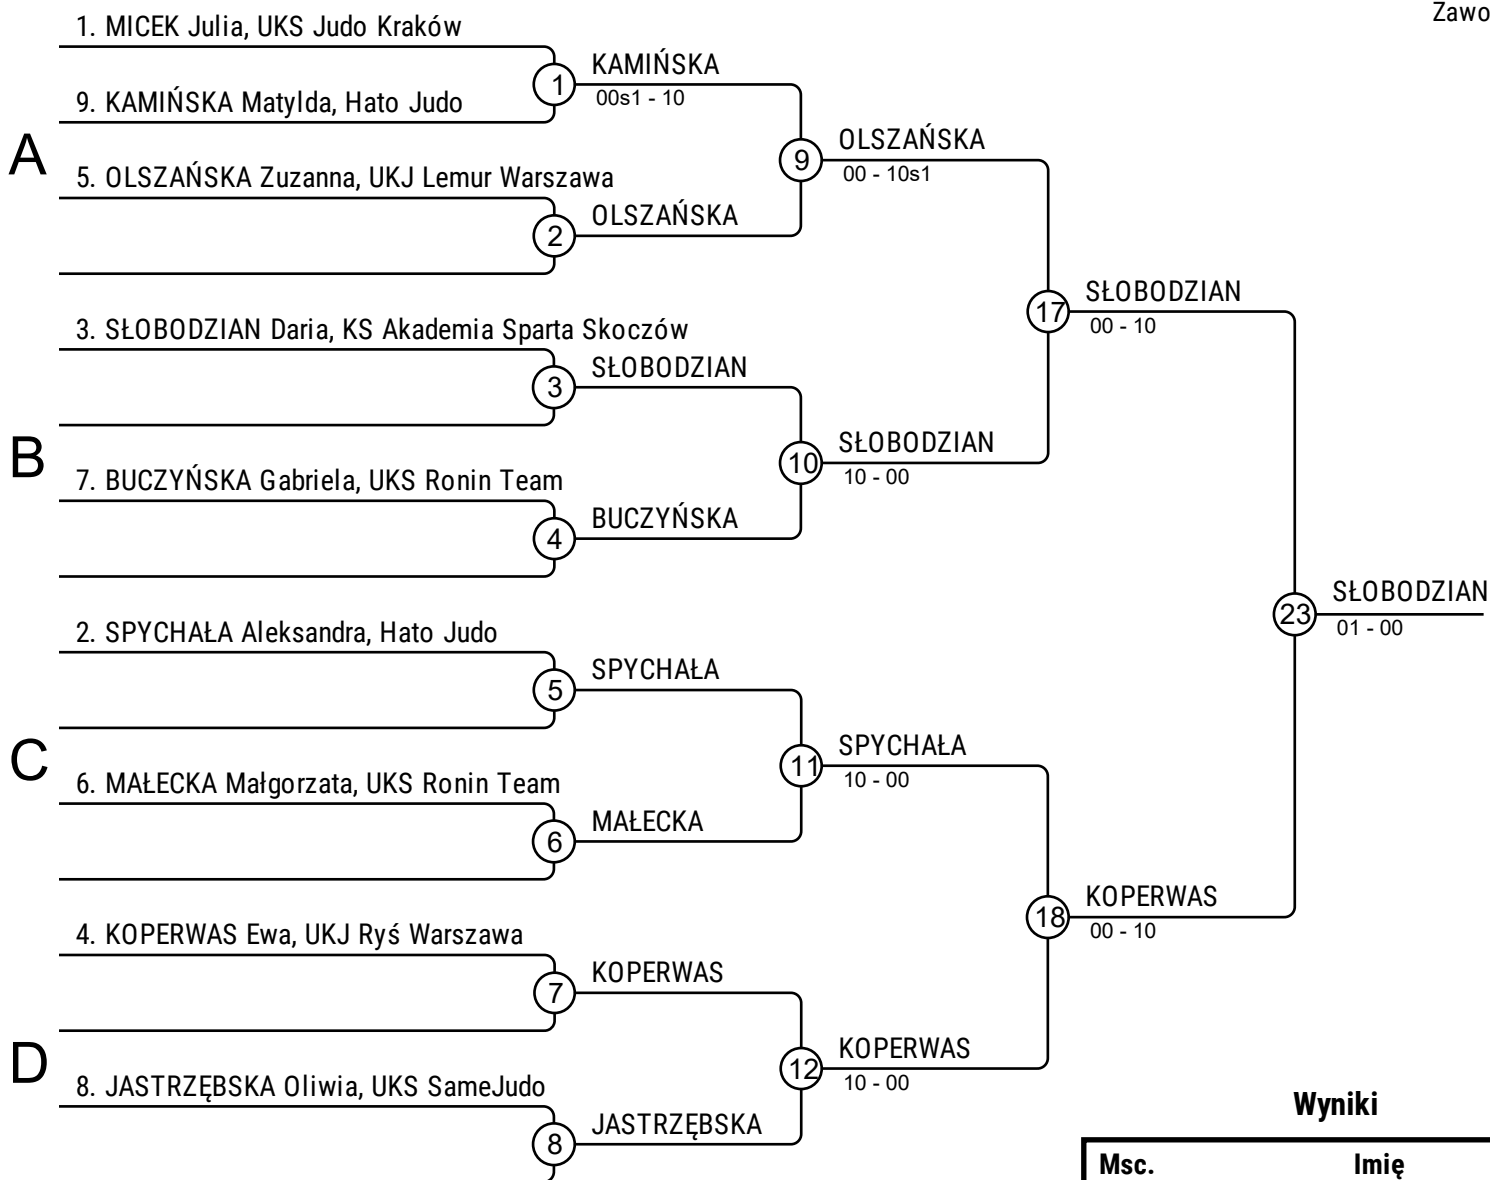 Zawo
1. MICEK Julia, UKS Judo Kraków
KAMIŃSKA
1
00s1 - 10
9. KAMIŃSKA Matylda, Hato Judo
A
OLSZAŃSKA
9
00 - 10s1
5. OLSZAŃSKA Zuzanna, UKJ Lemur Warszawa
OLSZAŃSKA
2
SŁOBODZIAN
17
00 - 10
3. SŁOBODZIAN Daria, KS Akademia Sparta Skoczów
SŁOBODZIAN
3
B
SŁOBODZIAN
10
10 - 00
7. BUCZYŃSKA Gabriela, UKS Ronin Team
BUCZYŃSKA
4
SŁOBODZIAN
23
01 - 00
2. SPYCHAŁA Aleksandra, Hato Judo
SPYCHAŁA
5
C
SPYCHAŁA
11
10 - 00
6. MAŁECKA Małgorzata, UKS Ronin Team
MAŁECKA
6
KOPERWAS
18
00 - 10
4. KOPERWAS Ewa, UKJ Ryś Warszawa
KOPERWAS
7
D
KOPERWAS
12
10 - 00
8. JASTRZĘBSKA Oliwia, UKS SameJudo
JASTRZĘBSKA
8
Wyniki
Msc. Imię